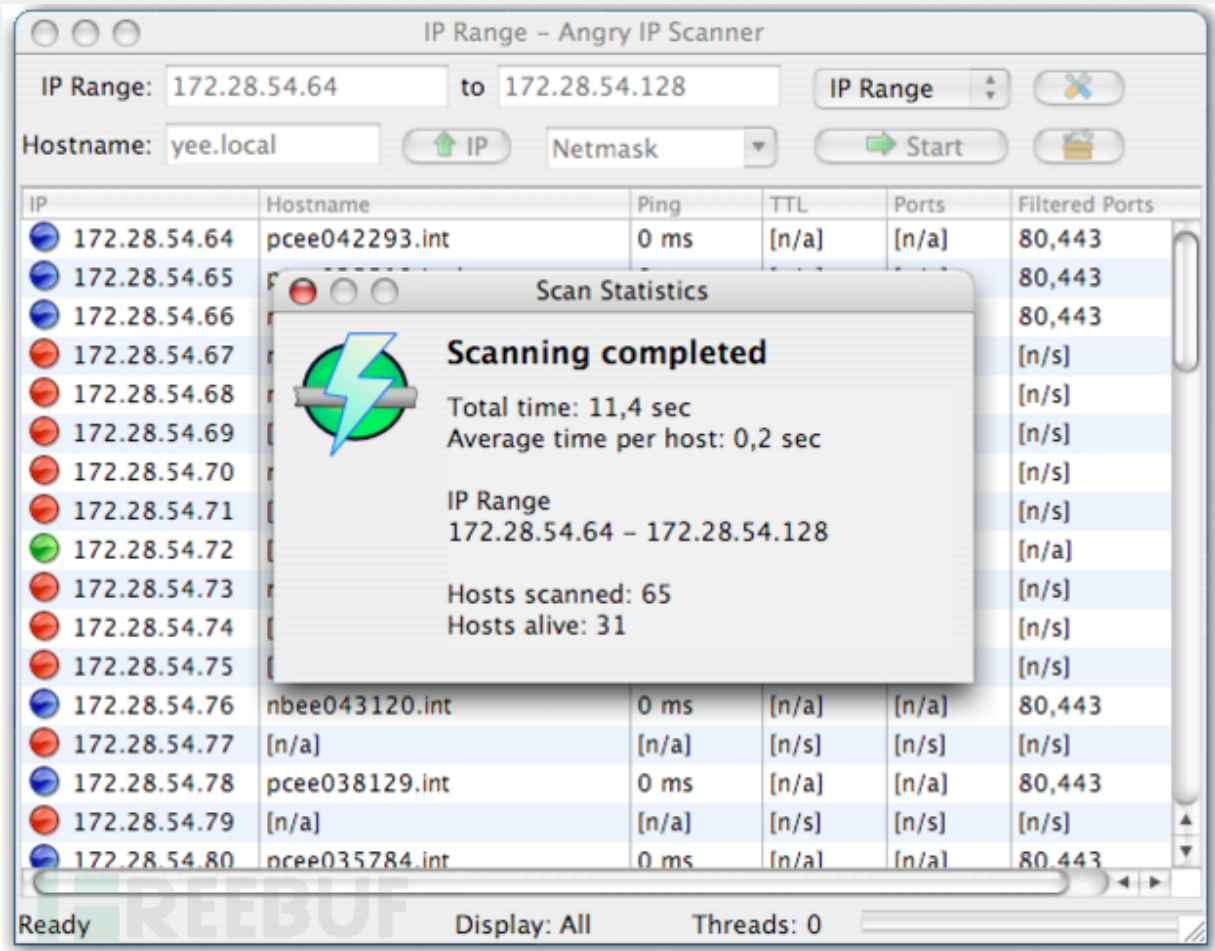 IP Range – Angry IP Scanner
IP Range: 172.28.54.64 to 172.28.54.128 IP Range
Hostname: yee.local IP Netmask Start
IP Hostname Ping TTL Ports Filtered Ports
172.28.54.64 pcee042293.int 0 ms [n/a] [n/a] 80,443
172.28.54.65 80,443
172.28.54.66 80,443
172.28.54.67 [n/s]
172.28.54.68 [n/s]
172.28.54.69 [n/s]
172.28.54.70 [n/s]
172.28.54.71 [n/s]
172.28.54.72 [n/a]
172.28.54.73 [n/s]
172.28.54.74 [n/s]
172.28.54.75 [n/s]
172.28.54.76 nbee043120.int 0 ms [n/a] [n/a] 80,443
172.28.54.77 [n/a] [n/a] [n/s] [n/s] [n/s]
172.28.54.78 pcee038129.int 0 ms [n/a] [n/a] 80,443
172.28.54.79 [n/a] [n/a] [n/s] [n/s] [n/s]
172.28.54.80 pcee035784.int 0 ms [n/a] [n/a] 80,443
Scan Statistics
Scanning completed
Total time: 11,4 sec
Average time per host: 0,2 sec
IP Range
172.28.54.64 – 172.28.54.128
Hosts scanned: 65
Hosts alive: 31
REEBUF
Ready Display: All Threads: 0